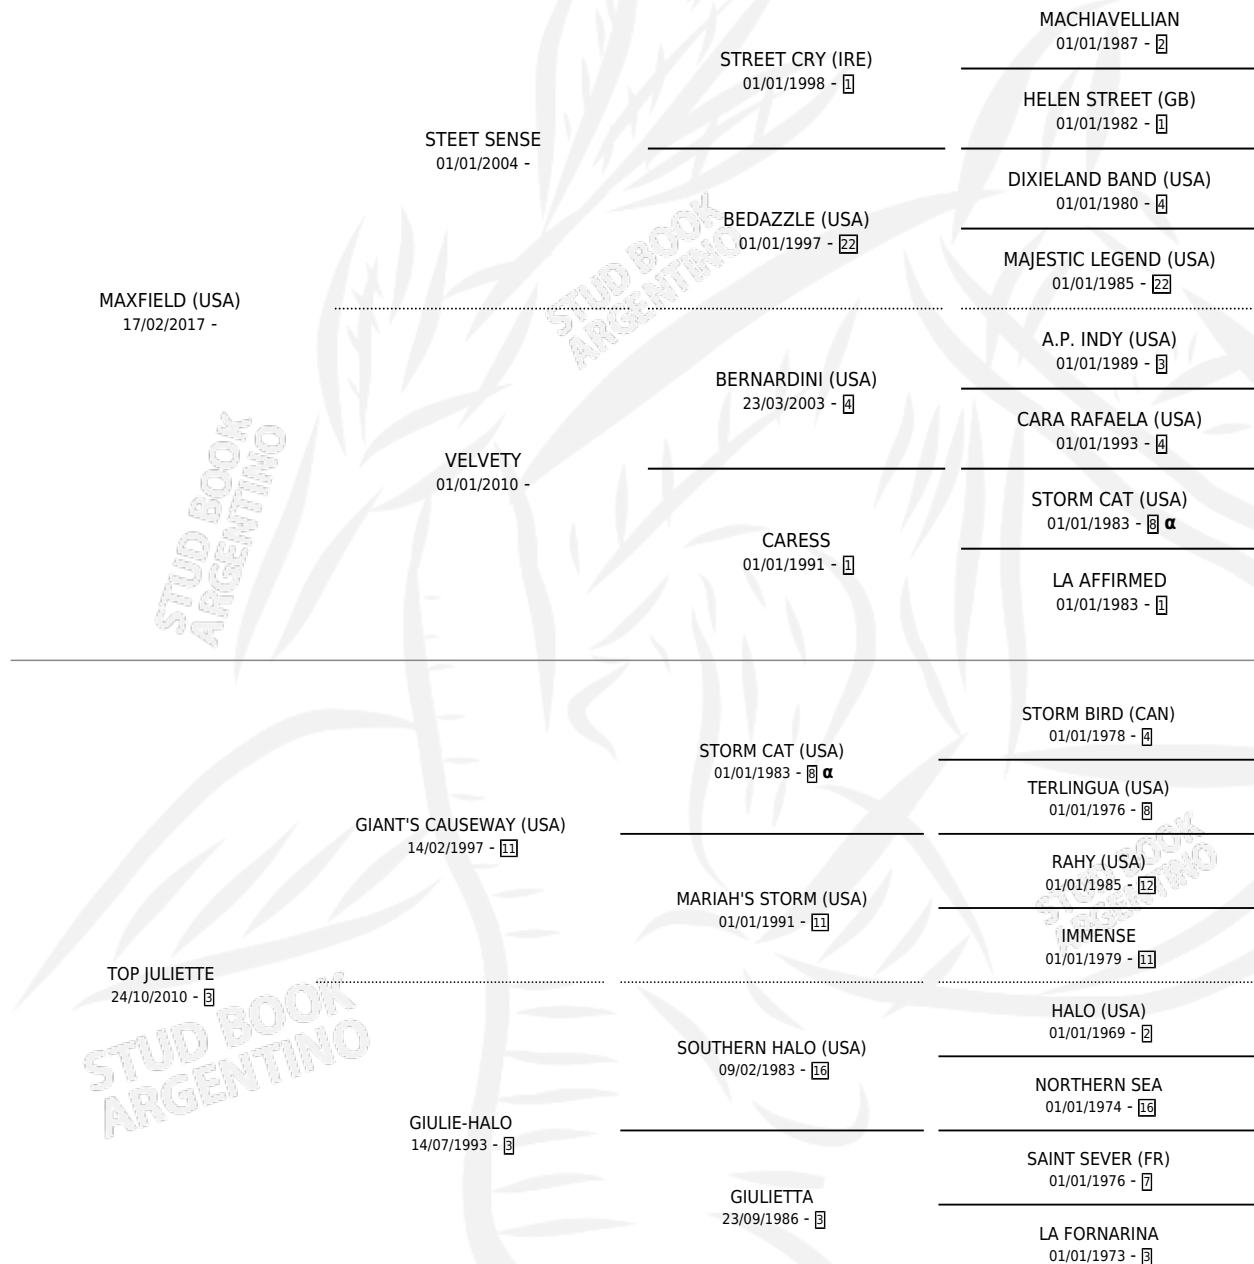 MACHIAVELLIAN
01/01/1987 - 2
STREET CRY (IRE)
01/01/1998 - 1
HELEN STREET (GB)
01/01/1982 - 1
STEET SENSE
01/01/2004 -
DIXIELAND BAND (USA)
01/01/1980 - 4
BEDAZZLE (USA)
01/01/1997 - 22
MAJESTIC LEGEND (USA)
01/01/1985 - 22
MAXFIELD (USA)
17/02/2017 -
A.P. INDY (USA)
01/01/1989 - 3
BERNARDINI (USA)
23/03/2003 - 4
CARA RAFAELA (USA)
01/01/1993 - 4
VELVETY
01/01/2010 -
STORM CAT (USA)
01/01/1983 - 8 α
CARESS
01/01/1991 - 1
LA AFFIRMED
01/01/1983 - 1
STORM BIRD (CAN)
01/01/1978 - 4
STORM CAT (USA)
01/01/1983 - 8 α
TERLINGUA (USA)
01/01/1976 - 8
GIANT'S CAUSEWAY (USA)
14/02/1997 - 11
RAHY (USA)
01/01/1985 - 12
MARIAH'S STORM (USA)
01/01/1991 - 11
IMMENSE
01/01/1979 - 11
TOP JULIETTE
24/10/2010 - 3
HALO (USA)
01/01/1969 - 2
SOUTHERN HALO (USA)
09/02/1983 - 16
NORTHERN SEA
01/01/1974 - 16
GIULIE-HALO
14/07/1993 - 3
SAINT SEVER (FR)
01/01/1976 - 7
GIULIETTA
23/09/1986 - 3
LA FORNARINA
01/01/1973 - 3
STUD BOOK
ARGENTINO
STUD BOOK
ARGENTINO
STUD BOOK
ARGENTINO
STUD BOOK
ARGENTINO